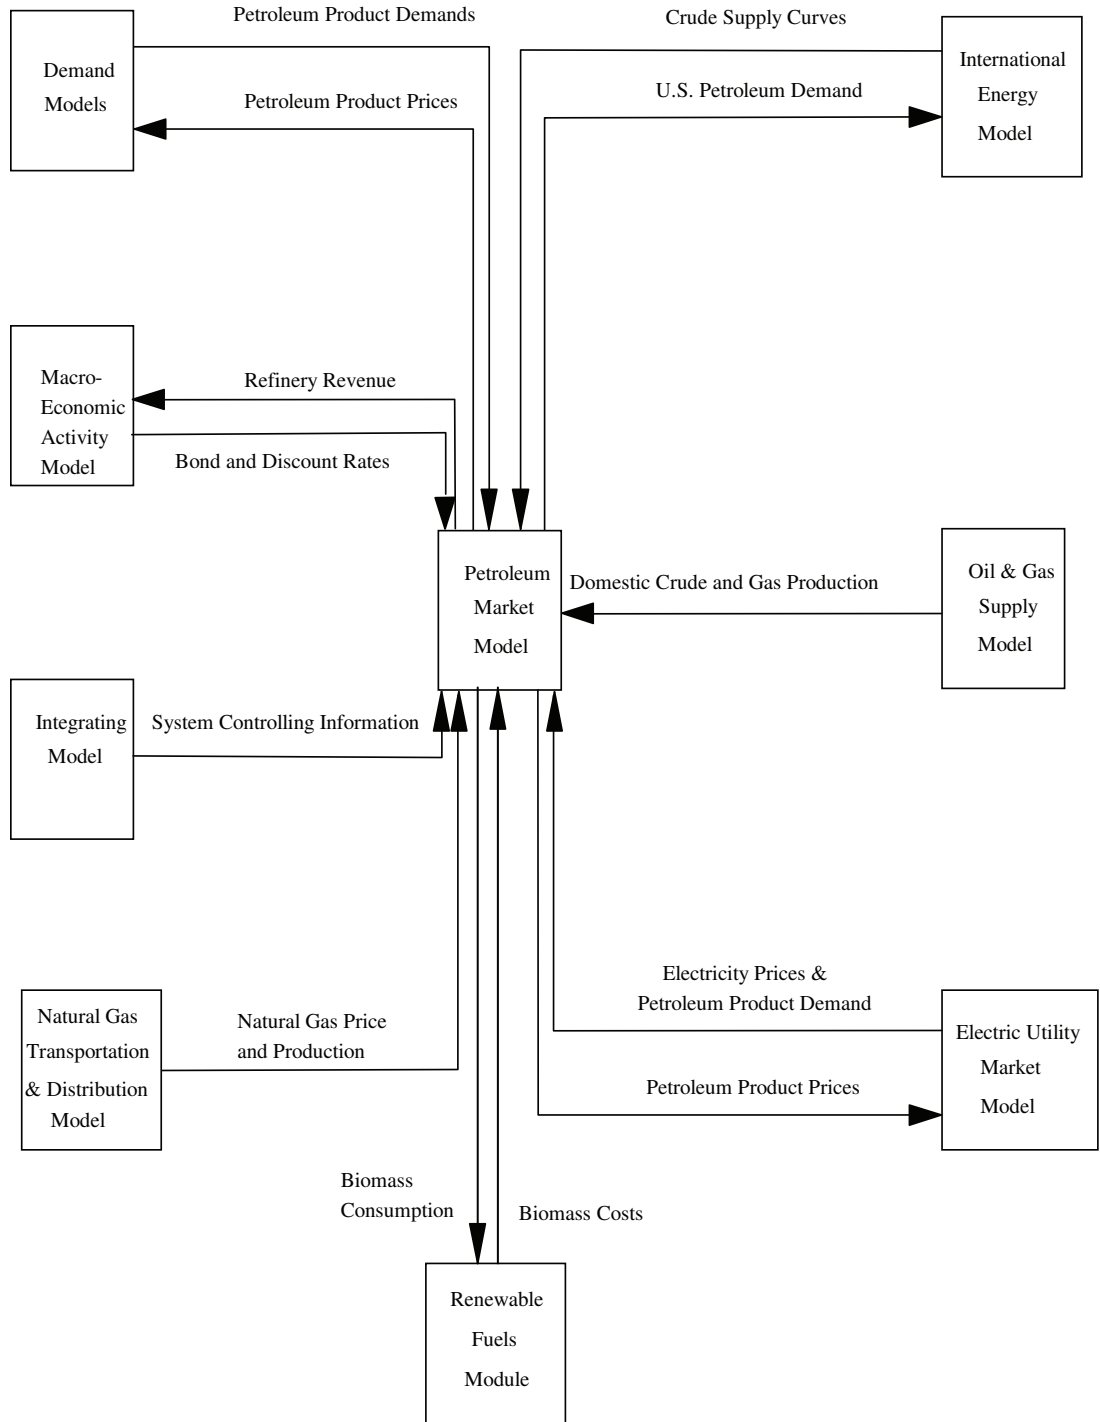 Petroleum Product Demands
Crude Supply Curves
Demand
Models
International
Energy
Model
Petroleum Product Prices
U.S. Petroleum Demand
Macro-
Economic
Activity
Model
Refinery Revenue
Bond and Discount Rates
Petroleum
Market
Model
Domestic Crude and Gas Production
Oil & Gas
Supply
Model
Integrating
Model
System Controlling Information
Natural Gas
Transportation
& Distribution
Model
Natural Gas Price
and Production
Electricity Prices &
Petroleum Product Demand
Electric Utility
Market
Model
Petroleum Product Prices
Biomass
Consumption
Biomass Costs
Renewable
Fuels
Module